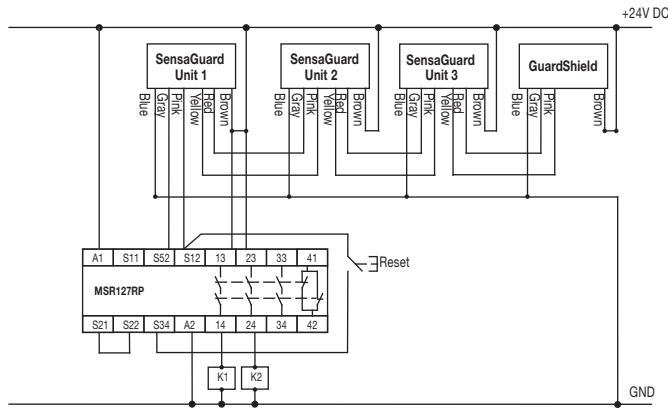 +24V DC
SensaGuard
Unit 1
SensaGuard
Unit 2
SensaGuard
Unit 3
GuardShield
Blue
Gray
Pink
Yellow
Red
Brown
Blue
Gray
Pink
Yellow
Red
Brown
Blue
Gray
Pink
Yellow
Red
Brown
Blue
Gray
Pink
Brown
A1 S11 S52 S12 13 23 33 41
Reset
MSR127RP
S21 S22 S34 A2 14 24 34 42
K1 K2
GND